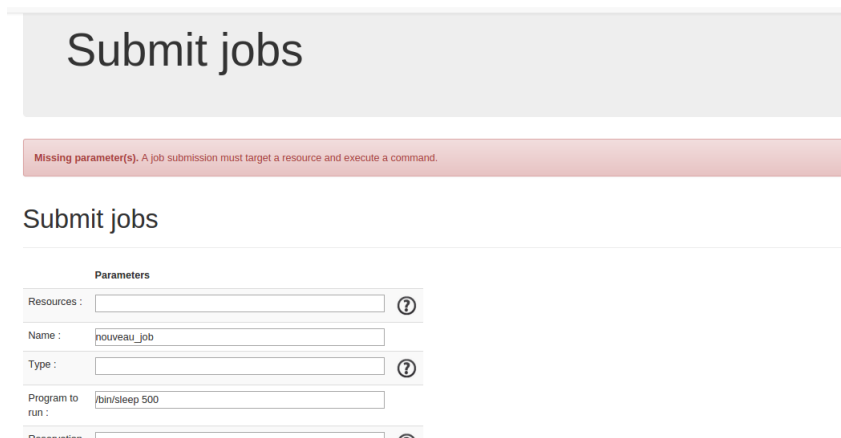 Submit jobs
Missing parameter(s). A job submission must target a resource and execute a command.
Submit jobs
Parameters
Resources :
Name : nouveau_job
Type :
Program to
run : /bin/sleep 500
Reservation